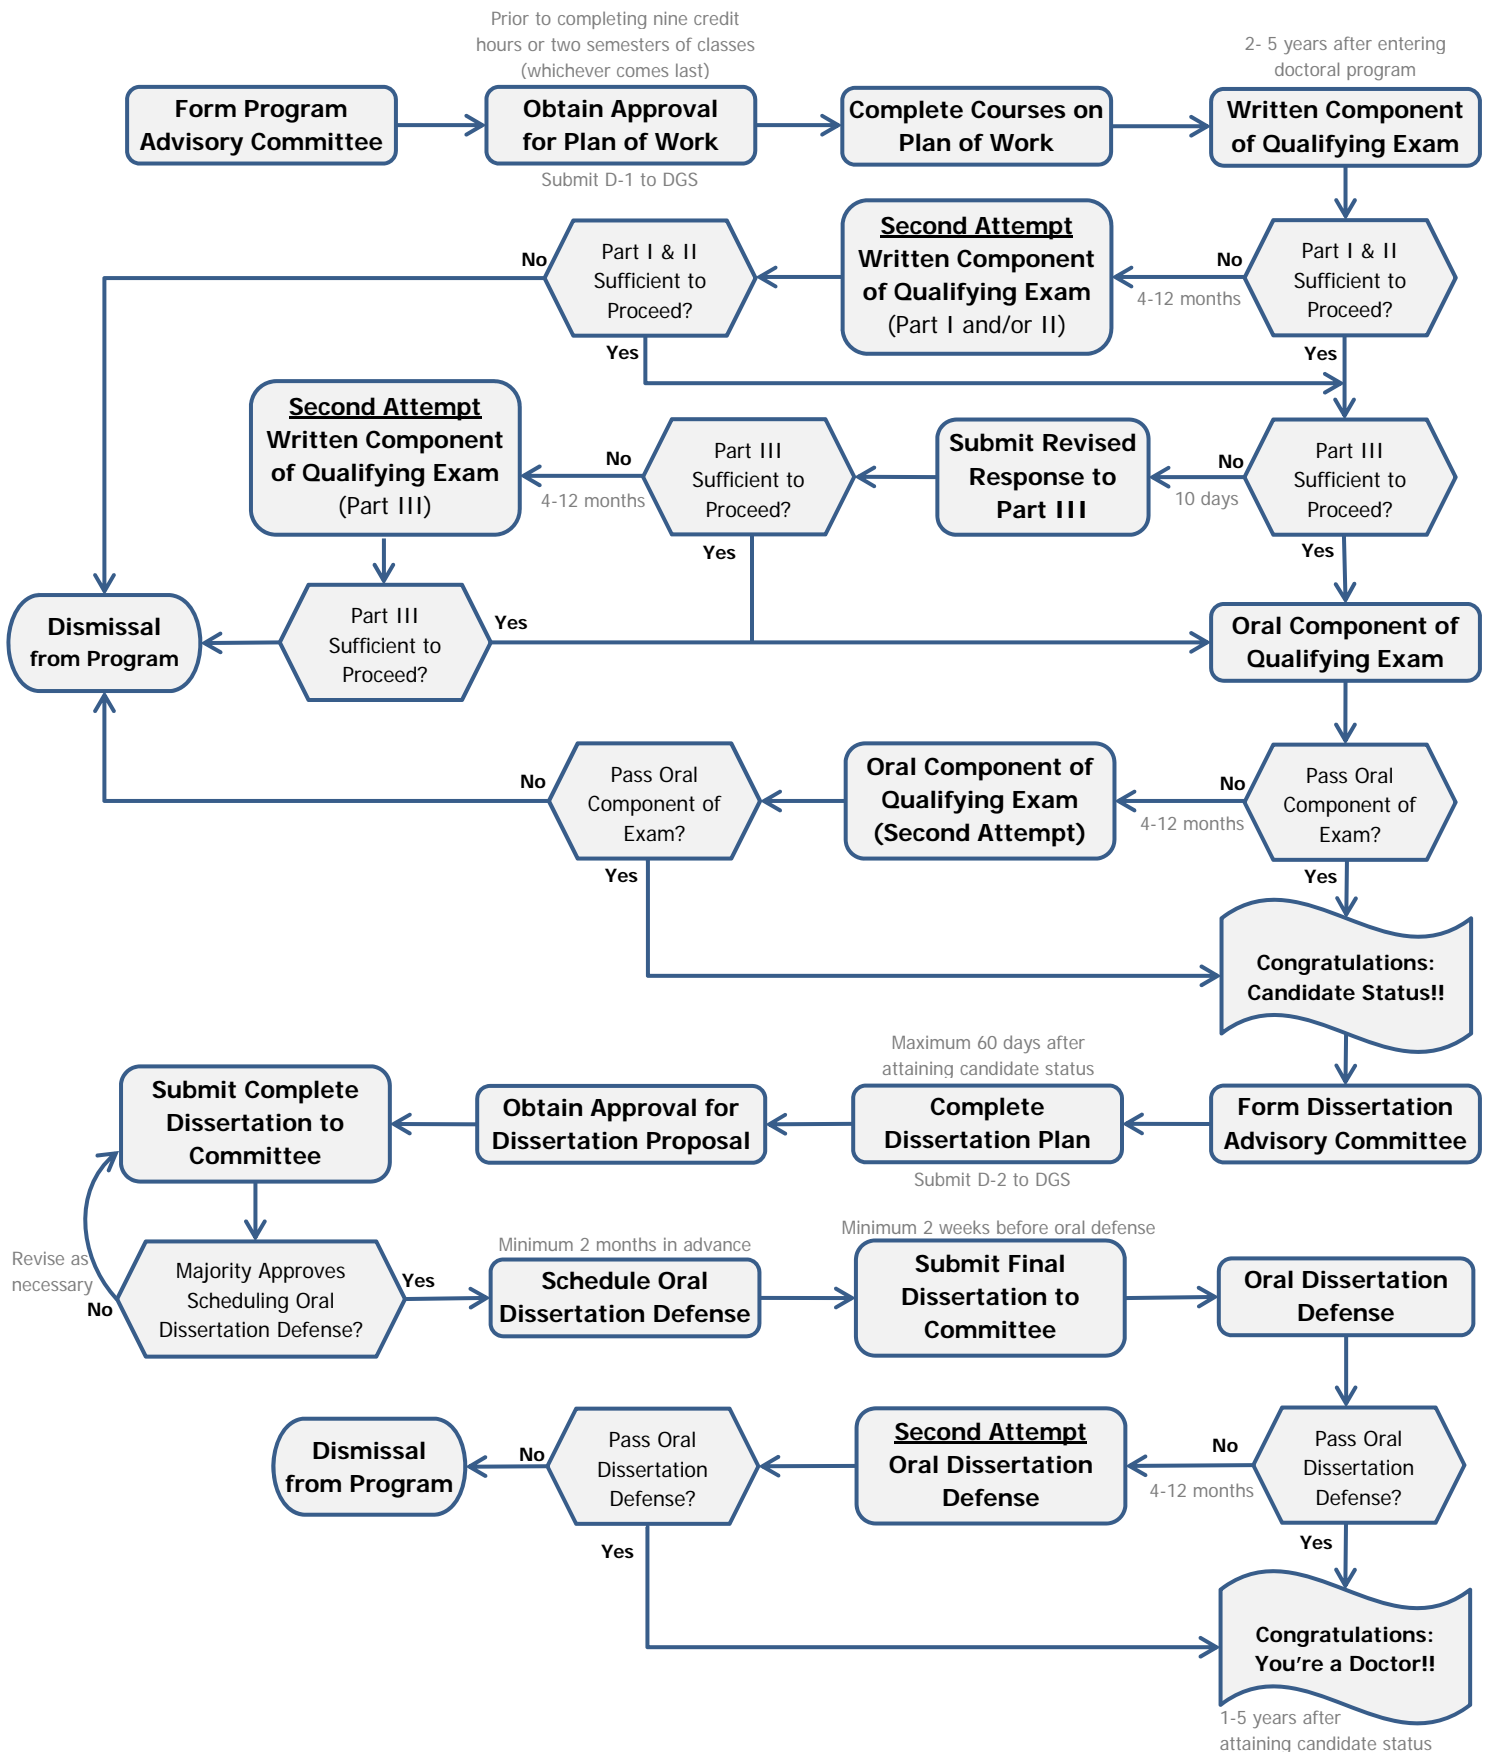 Prior to completing nine credit
hours or two semesters of classes
(whichever comes last)
2- 5 years after entering
doctoral program
Form Program
Advisory Committee
Obtain Approval
for Plan of Work
Complete Courses on
Plan of Work
Written Component
of Qualifying Exam
Submit D-1 to DGS
No
Part I & II
Sufficient to
Proceed?
Yes
Second Attempt
Written Component
of Qualifying Exam
(Part I and/or II)
No
4-12 months
Part I & II
Sufficient to
Proceed?
Yes
Second Attempt
Written Component
of Qualifying Exam
(Part III)
No
4-12 months
Part III
Sufficient to
Proceed?
Yes
Submit Revised
Response to
Part III
No
10 days
Part III
Sufficient to
Proceed?
Yes
Dismissal
from Program
Part III
Sufficient to
Proceed?
Yes
Oral Component of
Qualifying Exam
No
Pass Oral
Component of
Exam?
Yes
Oral Component of
Qualifying Exam
(Second Attempt)
No
4-12 months
Pass Oral
Component of
Exam?
Yes
Congratulations:
Candidate Status!!
Maximum 60 days after
attaining candidate status
Submit Complete
Dissertation to
Committee
Obtain Approval for
Dissertation Proposal
Complete
Dissertation Plan
Form Dissertation
Advisory Committee
Submit D-2 to DGS
Revise as
necessary
No
Majority Approves
Scheduling Oral
Dissertation Defense?
Yes
Minimum 2 months in advance
Schedule Oral
Dissertation Defense
Minimum 2 weeks before oral defense
Submit Final
Dissertation to
Committee
Oral Dissertation
Defense
Dismissal
from Program
No
Pass Oral
Dissertation
Defense?
Yes
Second Attempt
Oral Dissertation
Defense
No
4-12 months
Pass Oral
Dissertation
Defense?
Yes
Congratulations:
You're a Doctor!!
1-5 years after
attaining candidate status